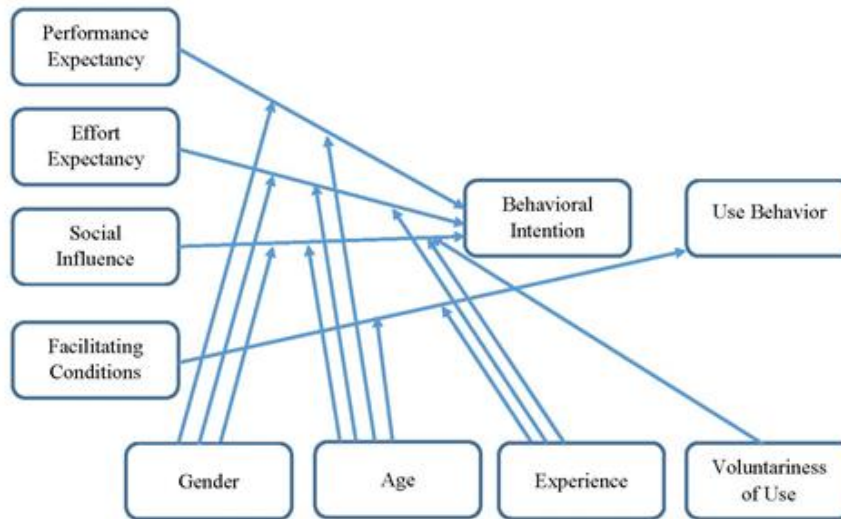 Performance
Expectancy
Effort
Expectancy
Social
Influence
Facilitating
Conditions
Behavioral
Intention
Use Behavior
Gender
Age
Experience
Voluntariness
of Use